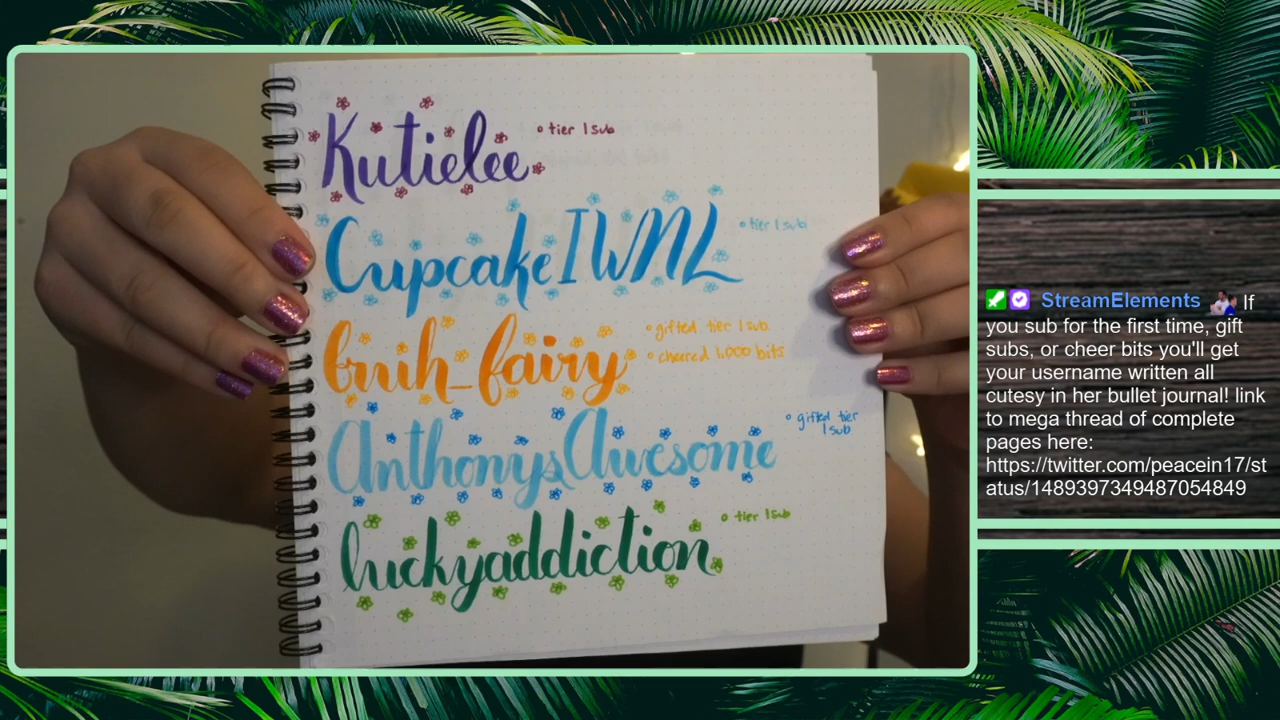 Kutielee
tier 1 sub
CupcakeIWNL
tier 1 sub
bruh_fairy
gifted tier 1 sub
cheered 1,000 bits
AnthonysAwesome
gifted tier
1 sub
luckyaddiction
tier 1 sub
StreamElements If
you sub for the first time, gift
subs, or cheer bits you'll get
your username written all
cutesy in her bullet journal! link
to mega thread of complete
pages here:
https://twitter.com/peacein17/st
atus/1489397349487054849